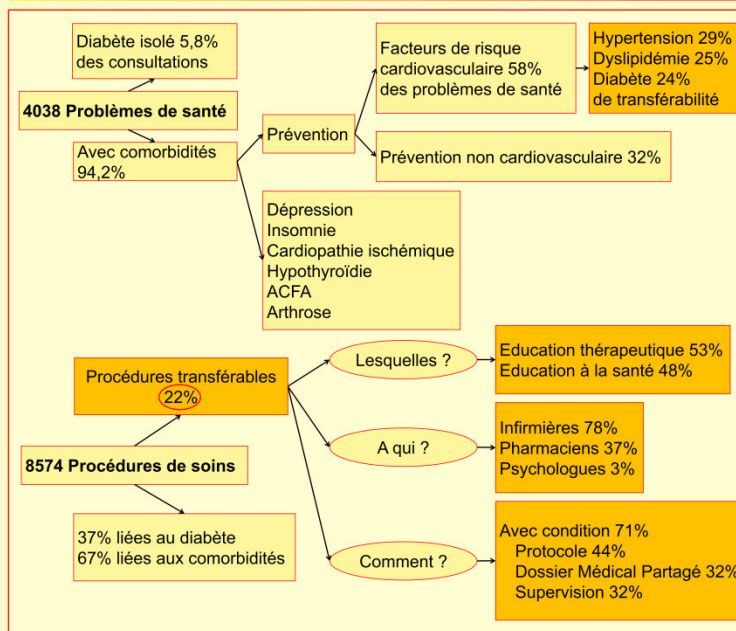 Diabète isolé 5,8%
des consultations
4038 Problèmes de santé
Avec comorbidités
94,2%
Prévention
Facteurs de risque
cardiovasculaire 58%
des problèmes de santé
Hypertension 29%
Dyslipidémie 25%
Diabète 24%
de transférabilité
Prévention non cardiovasculaire 32%
Dépression
Insomnie
Cardiopathie ischémique
Hypothyroïdie
ACFA
Arthrose
Procédures transférables
22%
8574 Procédures de soins
37% liées au diabète
67% liées aux comorbidités
Lesquelles ?
Education thérapeutique 53%
Education à la santé 48%
A qui ?
Infirmières 78%
Pharmaciens 37%
Psychologues 3%
Comment ?
Avec condition 71%
Protocole 44%
Dossier Médical Partagé 32%
Supervision 32%